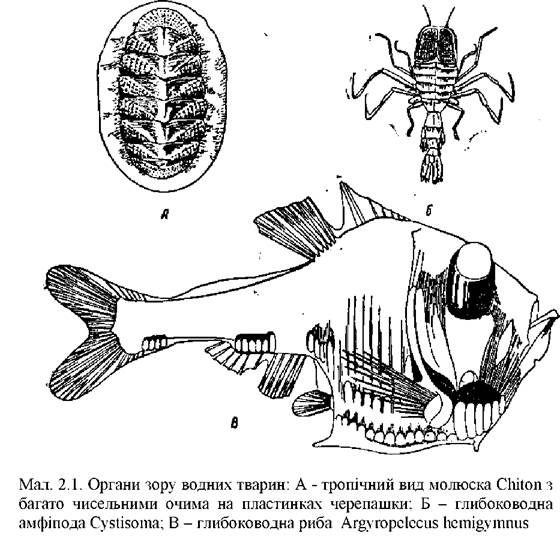 А
Б
В
Мал. 2.1. Органи зору водних тварин: А - тропічний вид молюска Chiton з
багато чисельними очима на пластинках черепашки; Б – глибоководна
амфіпода Cystisoma; В – глибоководна риба Argyropelecus hemigymnus